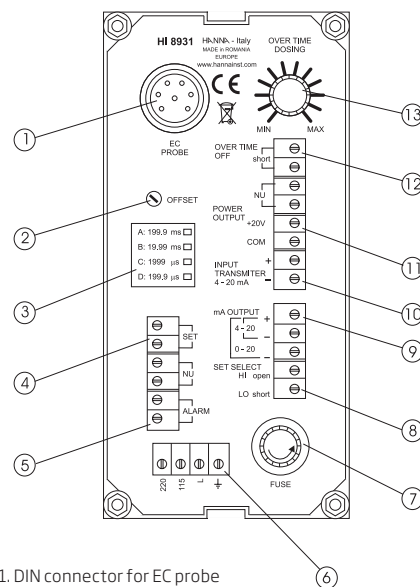 HI 8931
HANNA - Italy
MADE in ROMANIA
EUROPE
www.hannainst.com
CE
OVER TIME
DOSING
MIN
MAX
EC
PROBE
OFFSET
A: 199,9 ms
B: 19,99 ms
C: 1999 µs
D: 199,9 µs
OVER TIME
OFF
short
NU
POWER
OUTPUT
+20V
COM
INPUT
TRANSMITER
4 - 20 mA
+
−
mA OUTPUT
4 - 20
0 - 20
+
−
−
SET SELECT
HI open
LO short
SET
NU
ALARM
220
115
L
FUSE
1
2
3
4
5
6
7
8
9
10
11
12
13
1. DIN connector for EC probe